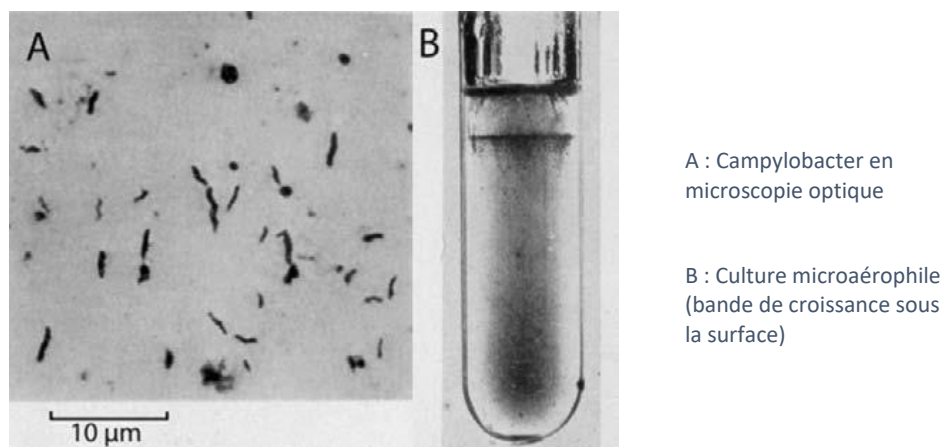 A
B
10 µm
A : Campylobacter en
microscopie optique
B : Culture microaérophile
(bande de croissance sous
la surface)